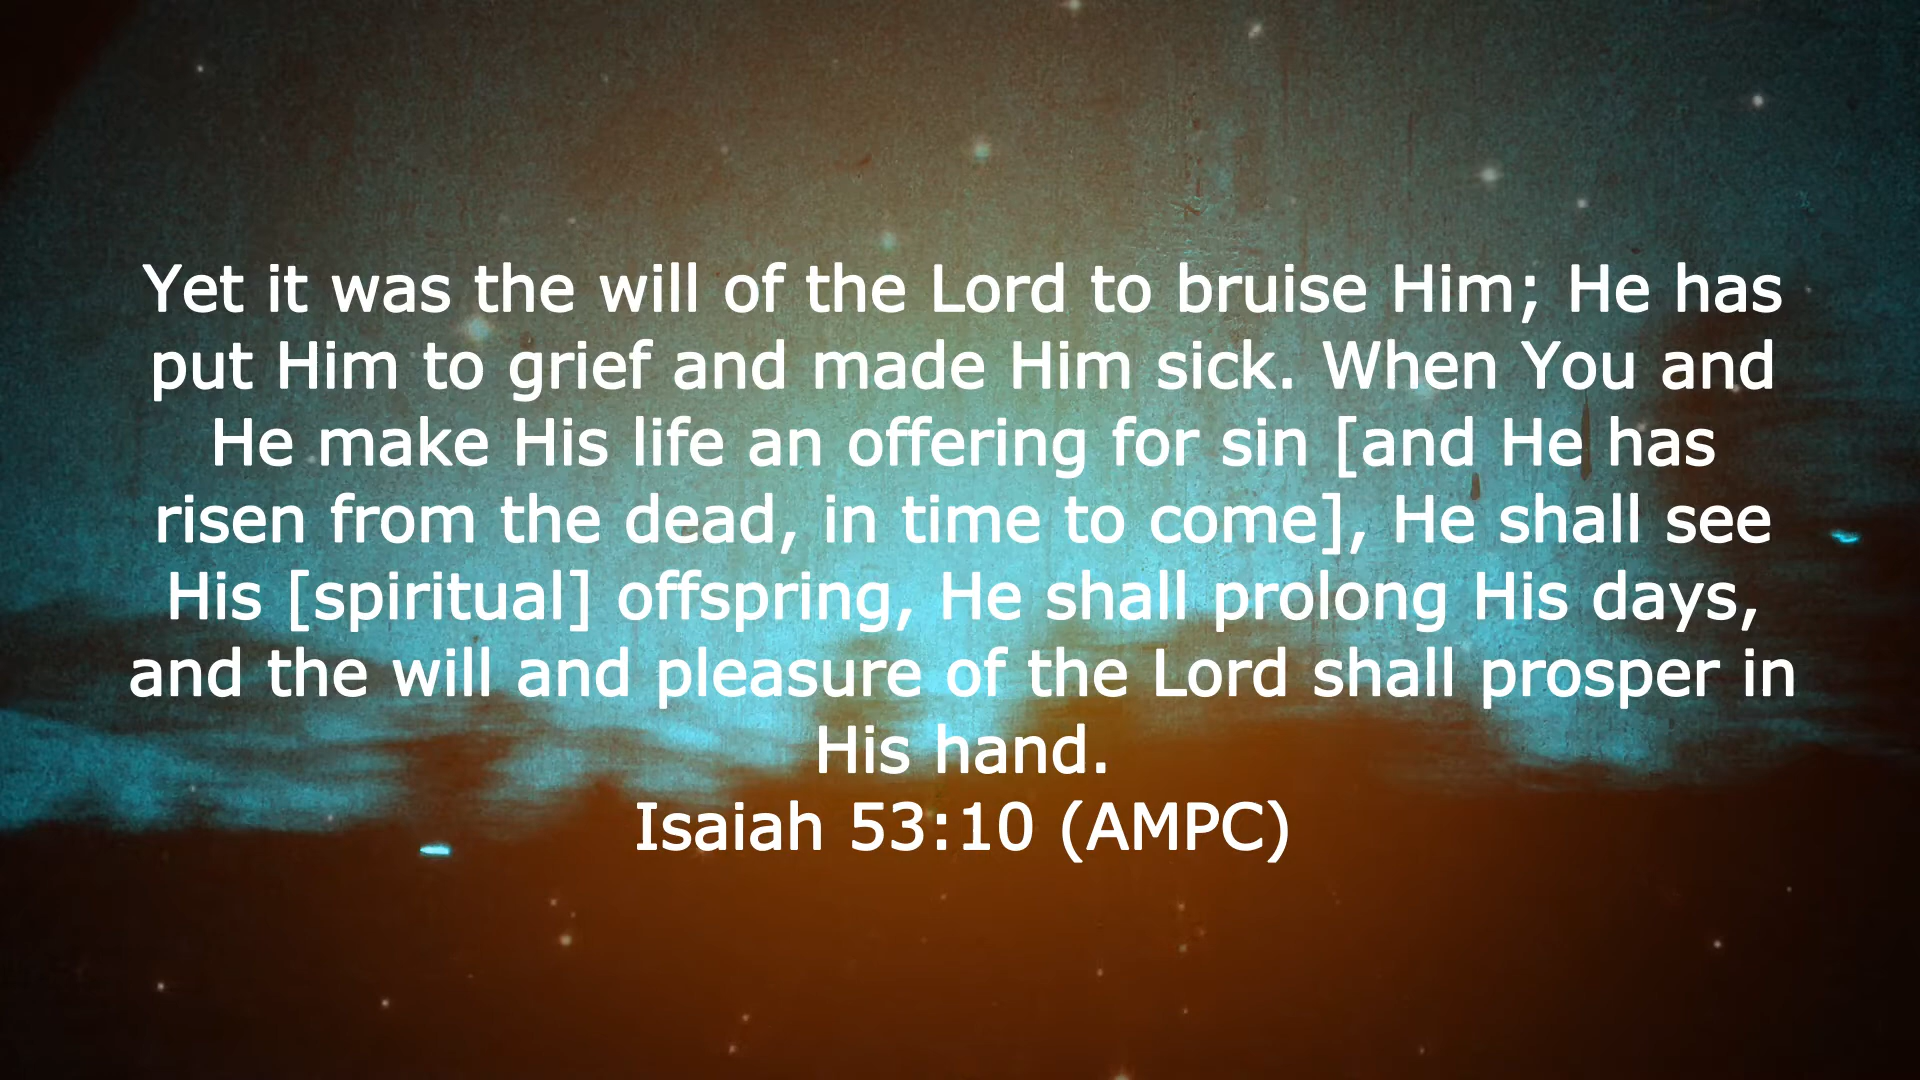 Yet it was the will of the Lord to bruise Him; He has
put Him to grief and made Him sick. When You and
He make His life an offering for sin [and He has
risen from the dead, in time to come], He shall see
His [spiritual] offspring, He shall prolong His days,
and the will and pleasure of the Lord shall prosper in
His hand.
Isaiah 53:10 (AMPC)